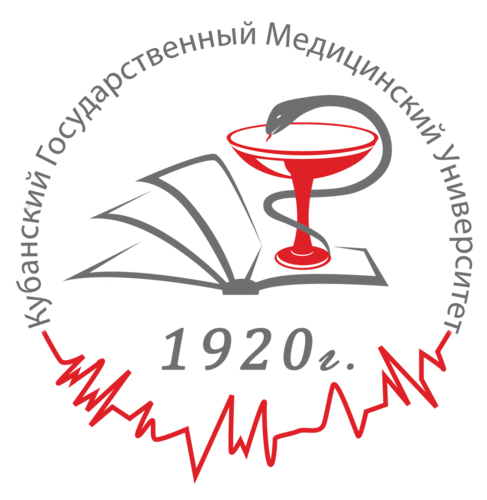 Кубанский Государственный Медицинский Университет
1920г.